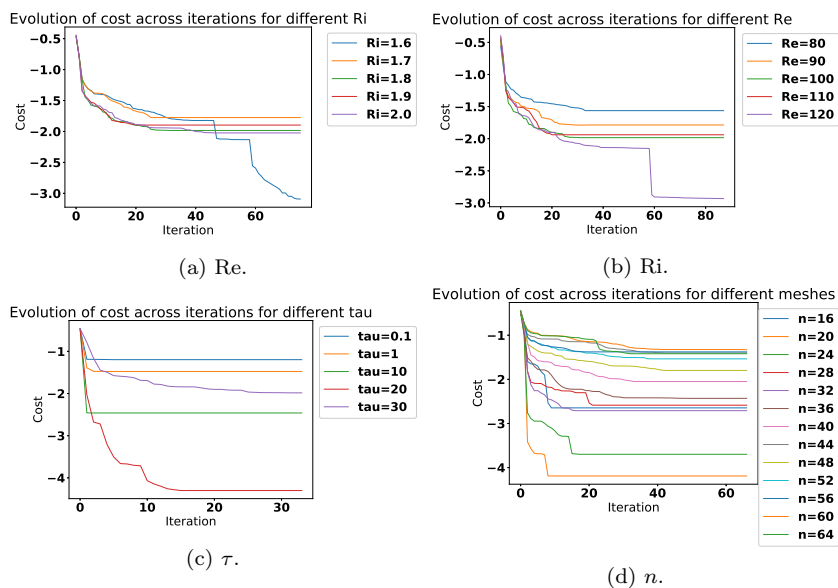 Evolution of cost across iterations for different Ri
−0.5
−1.0
−1.5
−2.0
−2.5
−3.0
Cost
0
20
40
60
Iteration
Ri=1.6
Ri=1.7
Ri=1.8
Ri=1.9
Ri=2.0
(a) Re.
Evolution of cost across iterations for different Re
−0.5
−1.0
−1.5
−2.0
−2.5
−3.0
Cost
0
20
40
60
80
Iteration
Re=80
Re=90
Re=100
Re=110
Re=120
(b) Ri.
Evolution of cost across iterations for different tau
−1
−2
−3
−4
Cost
0
10
20
30
Iteration
tau=0.1
tau=1
tau=10
tau=20
tau=30
(c) τ.
Evolution of cost across iterations for different meshes
−1
−2
−3
−4
Cost
0
20
40
60
Iteration
n=16
n=20
n=24
n=28
n=32
n=36
n=40
n=44
n=48
n=52
n=56
n=60
n=64
(d) n.